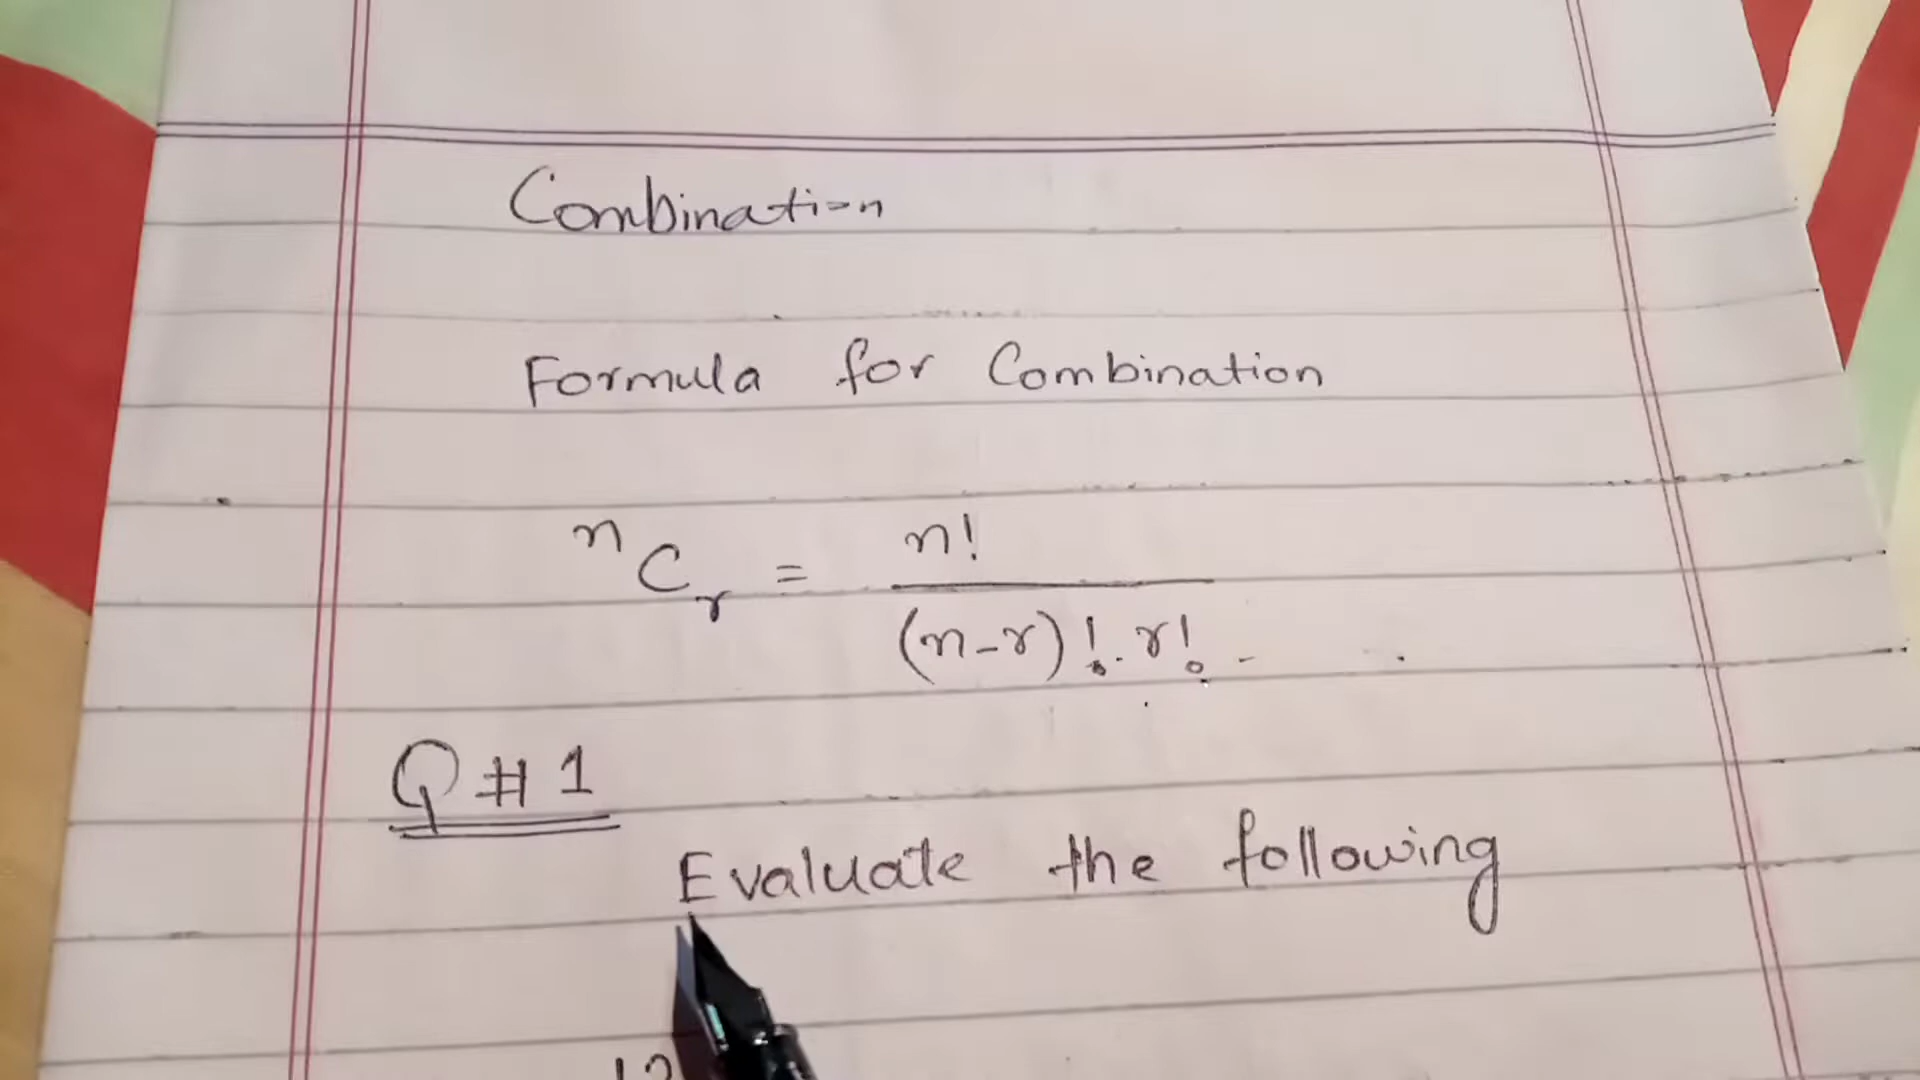 Combination
Formula for Combination
ⁿCᵣ = n! / (n-r)! . r!
Q # 1
Evaluate the following